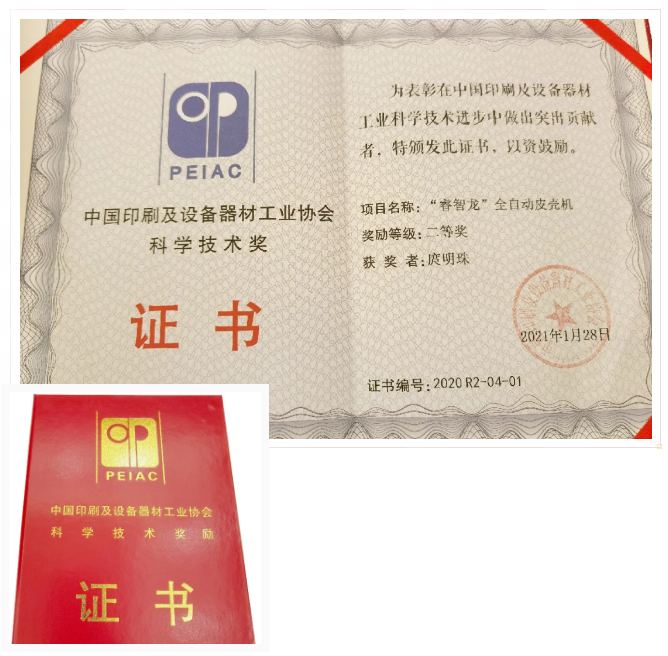 PEIAC
中国印刷及设备器材工业协会
科学技术奖
证书
为表彰在中国印刷及设备器材
工业科学技术进步中做出突出贡献
者，特颁发此证书，以资鼓励。
项目名称：“睿智龙”全自动皮壳机
奖励等级：二等奖
获奖者：庹明珠
2021年1月28日
证书编号：2020 R2-04-01
PEIAC
中国印刷及设备器材工业协会
科学技术奖励
证书